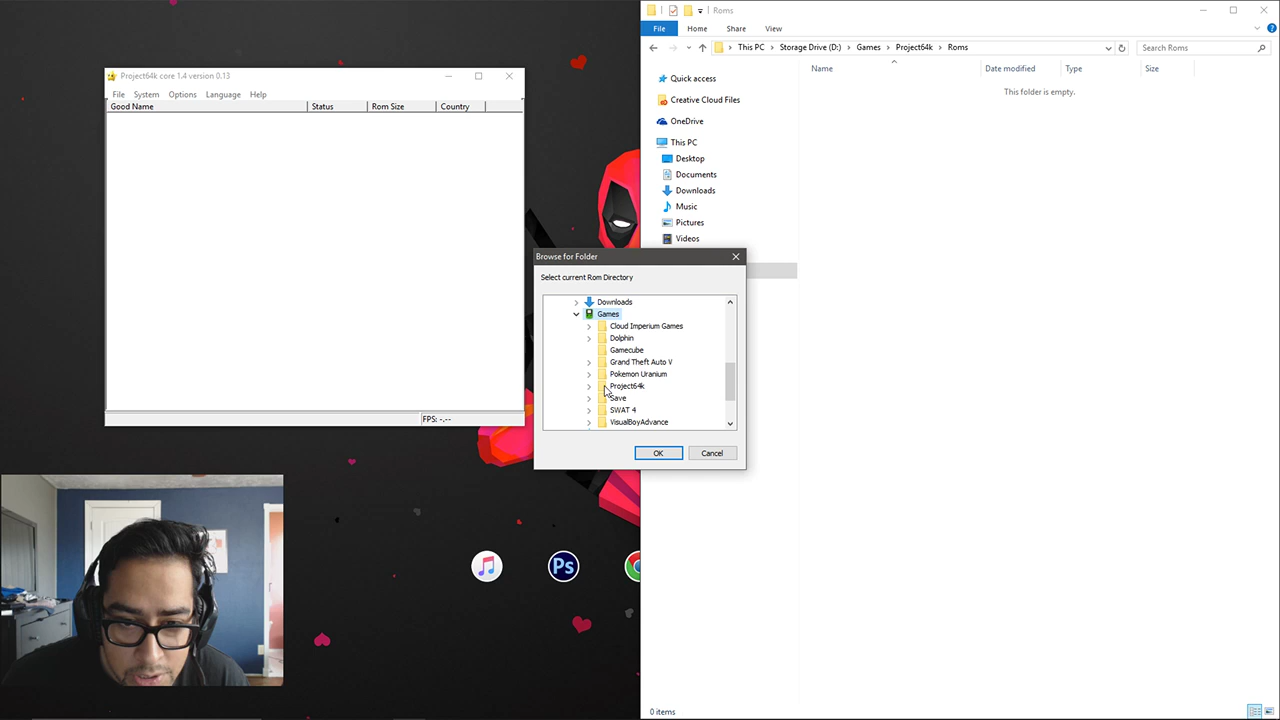 Project64k core 1.4 version 0.13
File System Options Language Help
Good Name Status Rom Size Country
FPS: -.--
Roms
File Home Share View
This PC Storage Drive (D:) Games Project64k Roms
Search Roms
Name Date modified Type Size
This folder is empty.
Quick access
Creative Cloud Files
OneDrive
This PC
Desktop
Documents
Downloads
Music
Pictures
Videos
Browse for Folder
Select current Rom Directory
Downloads
Games
Cloud Imperium Games
Dolphin
Gamecube
Grand Theft Auto V
Pokemon Uranium
Project64k
Save
SWAT 4
VisualBoyAdvance
OK Cancel
Ps
0 items